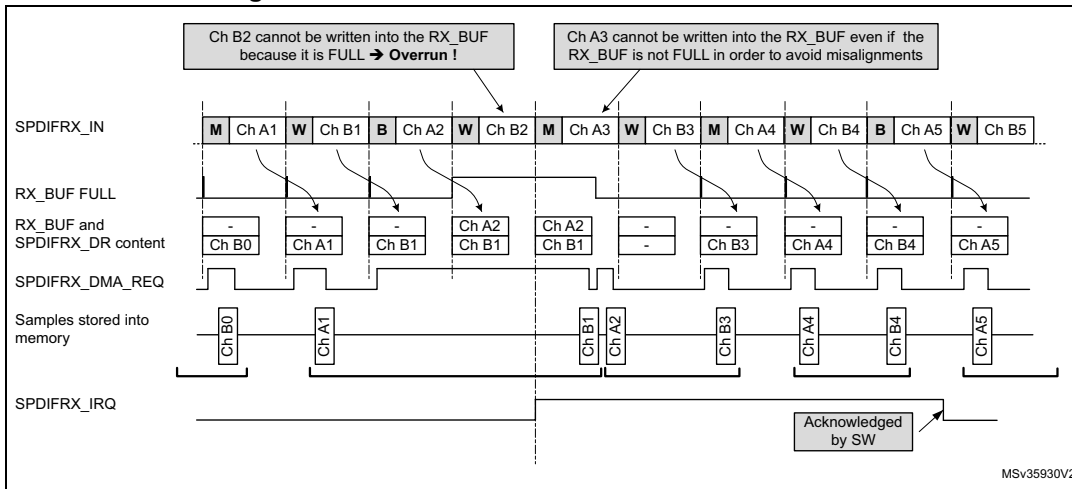 Ch B2 cannot be written into the RX_BUF
because it is FULL ➔ Overrun !
Ch A3 cannot be written into the RX_BUF even if the
RX_BUF is not FULL in order to avoid misalignments
SPDIFRX_IN
M Ch A1 W Ch B1 B Ch A2 W Ch B2 M Ch A3 W Ch B3 M Ch A4 W Ch B4 B Ch A5 W Ch B5
RX_BUF FULL
RX_BUF and
SPDIFRX_DR content
- - - Ch A2 Ch A2 - - - - -
Ch B0 Ch A1 Ch B1 Ch B1 Ch B1 - Ch B3 Ch A4 Ch B4 Ch A5
SPDIFRX_DMA_REQ
Samples stored into
memory
Ch B0 Ch A1 Ch B1 Ch A2 Ch B3 Ch A4 Ch B4 Ch A5
SPDIFRX_IRQ
Acknowledged
by SW
MSv35930V2